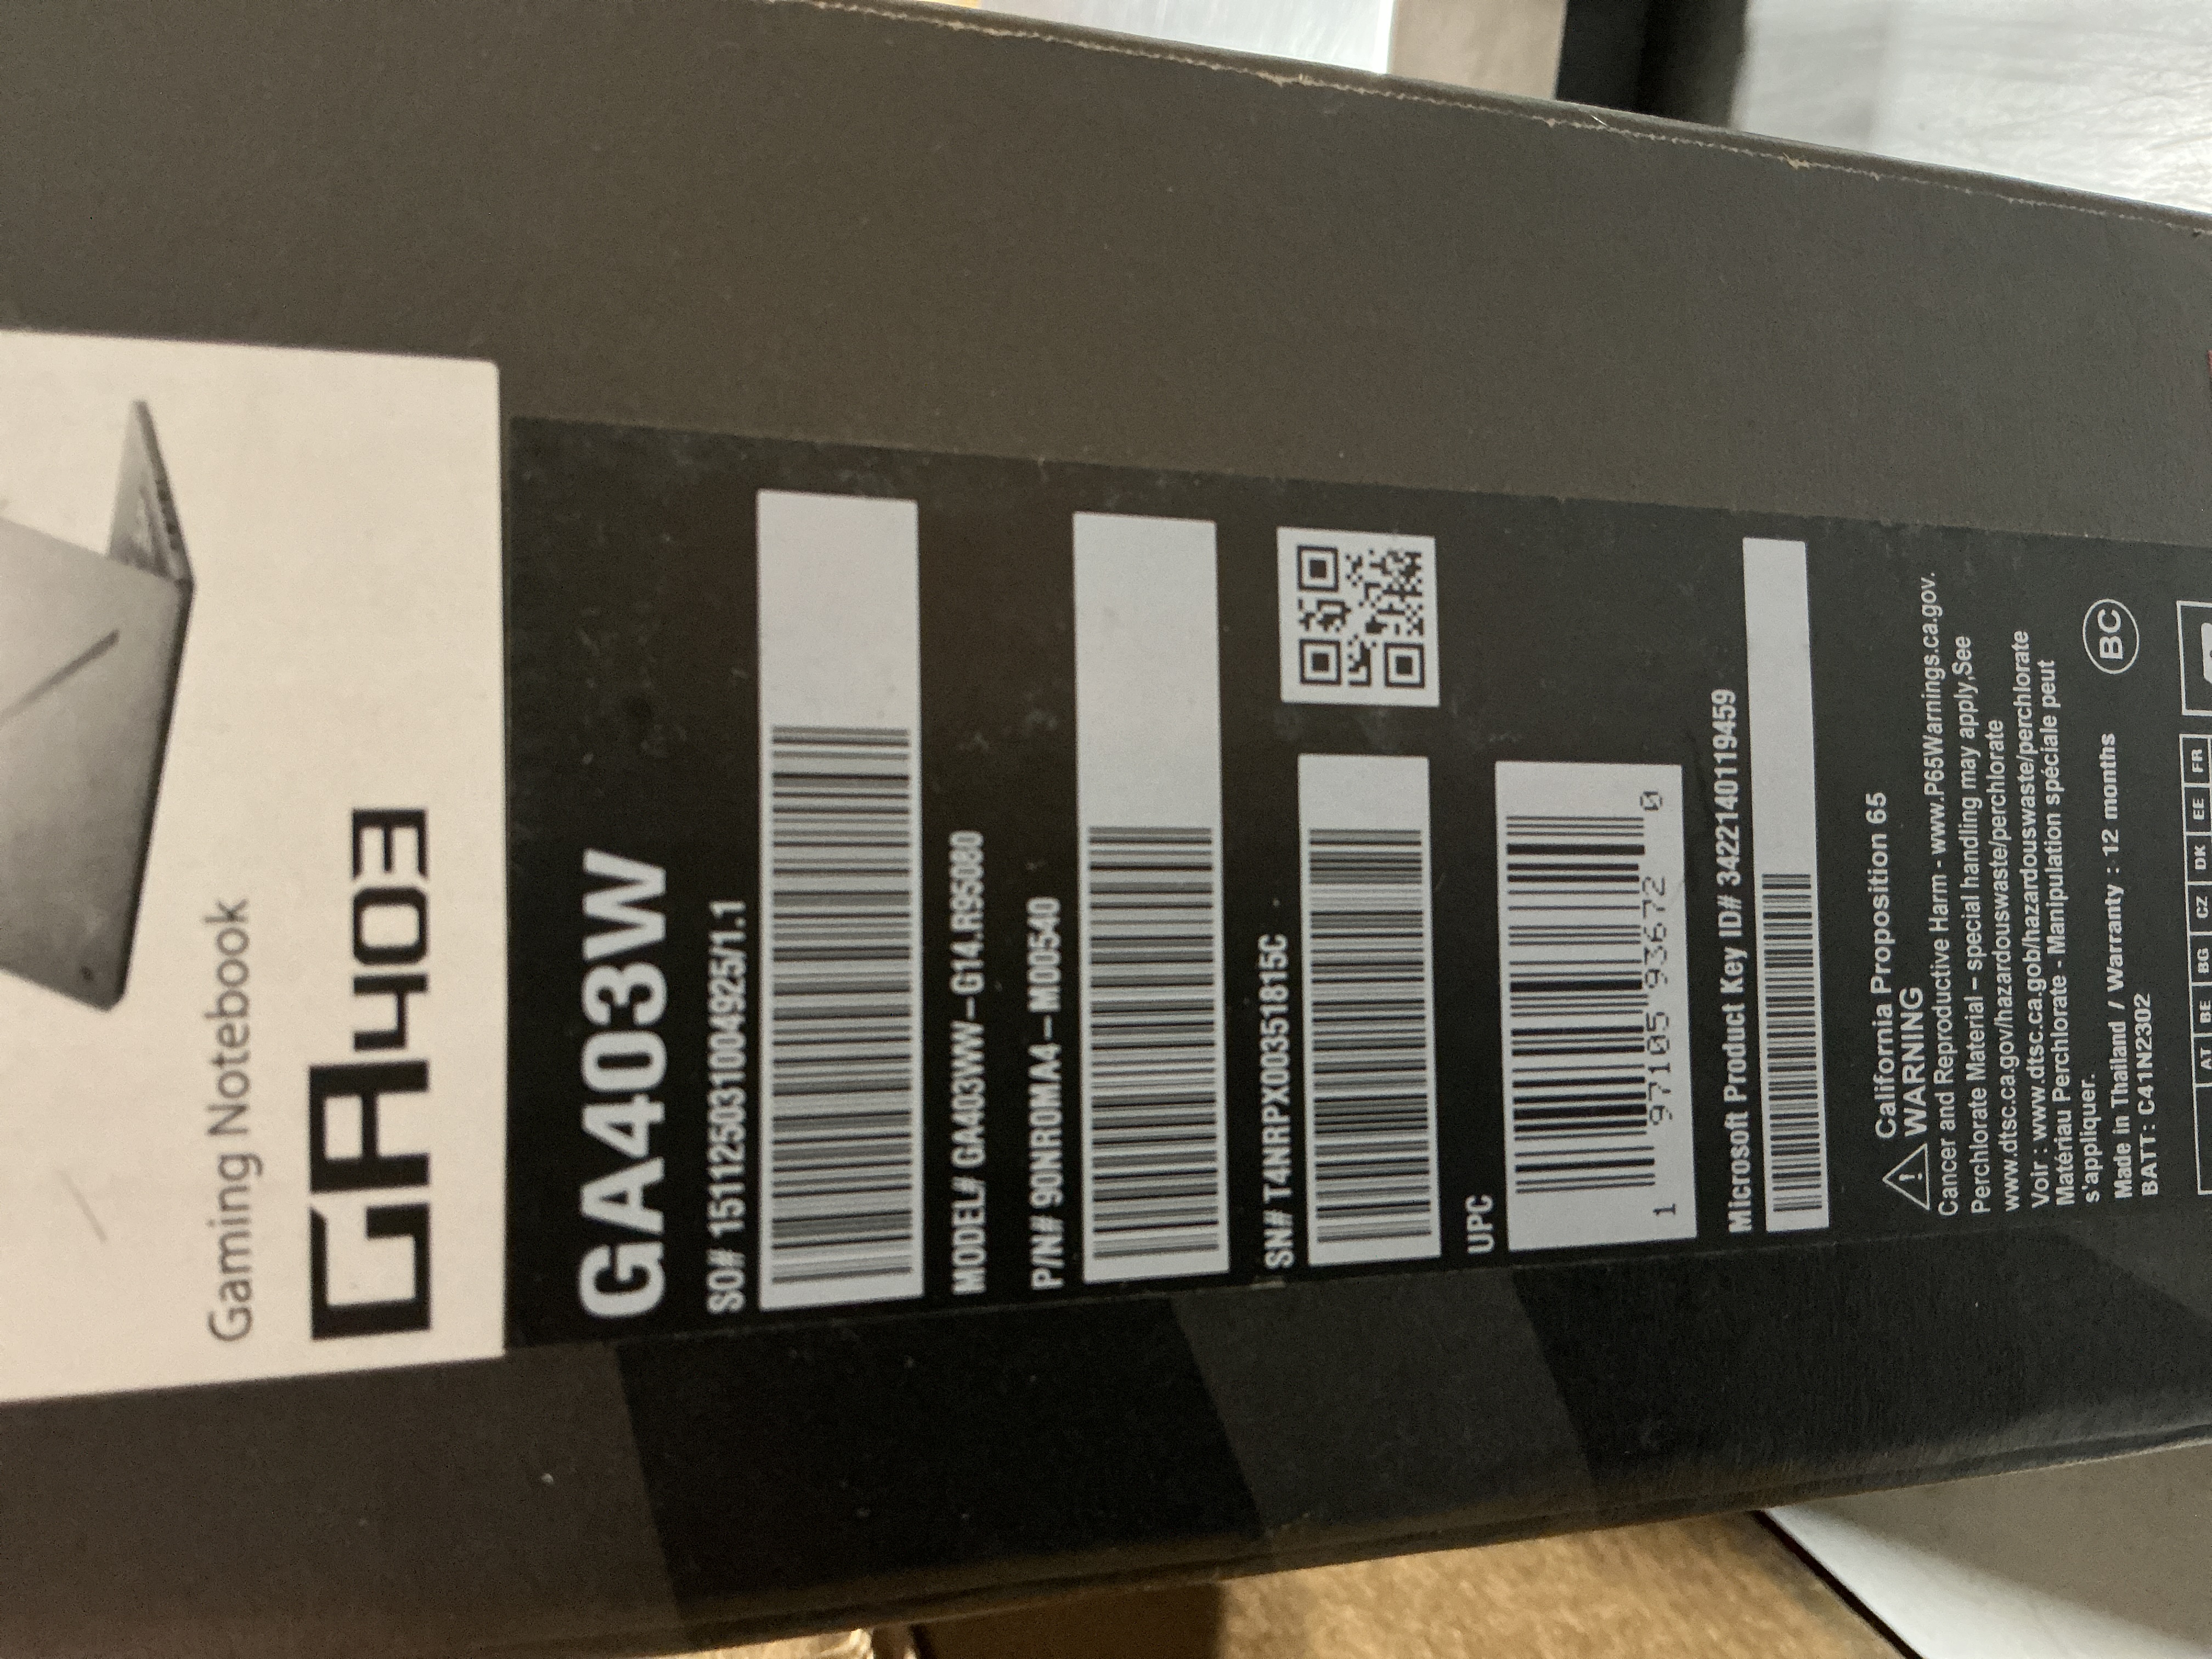 Gaming Notebook
GA403
GA403W
SO# 151125031004925/1.1
MODEL# GA403WW-G14.R95080
P/N# 90NR0MA4-M00540
SN# T4NRPX00351815C
UPC
1 97105 93672 0
Microsoft Product Key ID# 3422140119459
California Proposition 65
WARNING
Cancer and Reproductive Harm - www.P65Warnings.ca.gov.
Perchlorate Material – special handling may apply,See
www.dtsc.ca.gov/hazardouswaste/perchlorate
Voir : www.dtsc.ca.gob/hazardouswaste/perchlorate
Matériau Perchlorate - Manipulation spéciale peut
s'appliquer.
Made in Thailand / Warranty : 12 months
BATT: C41N2302
BC
AT BE BG CZ DK EE FR